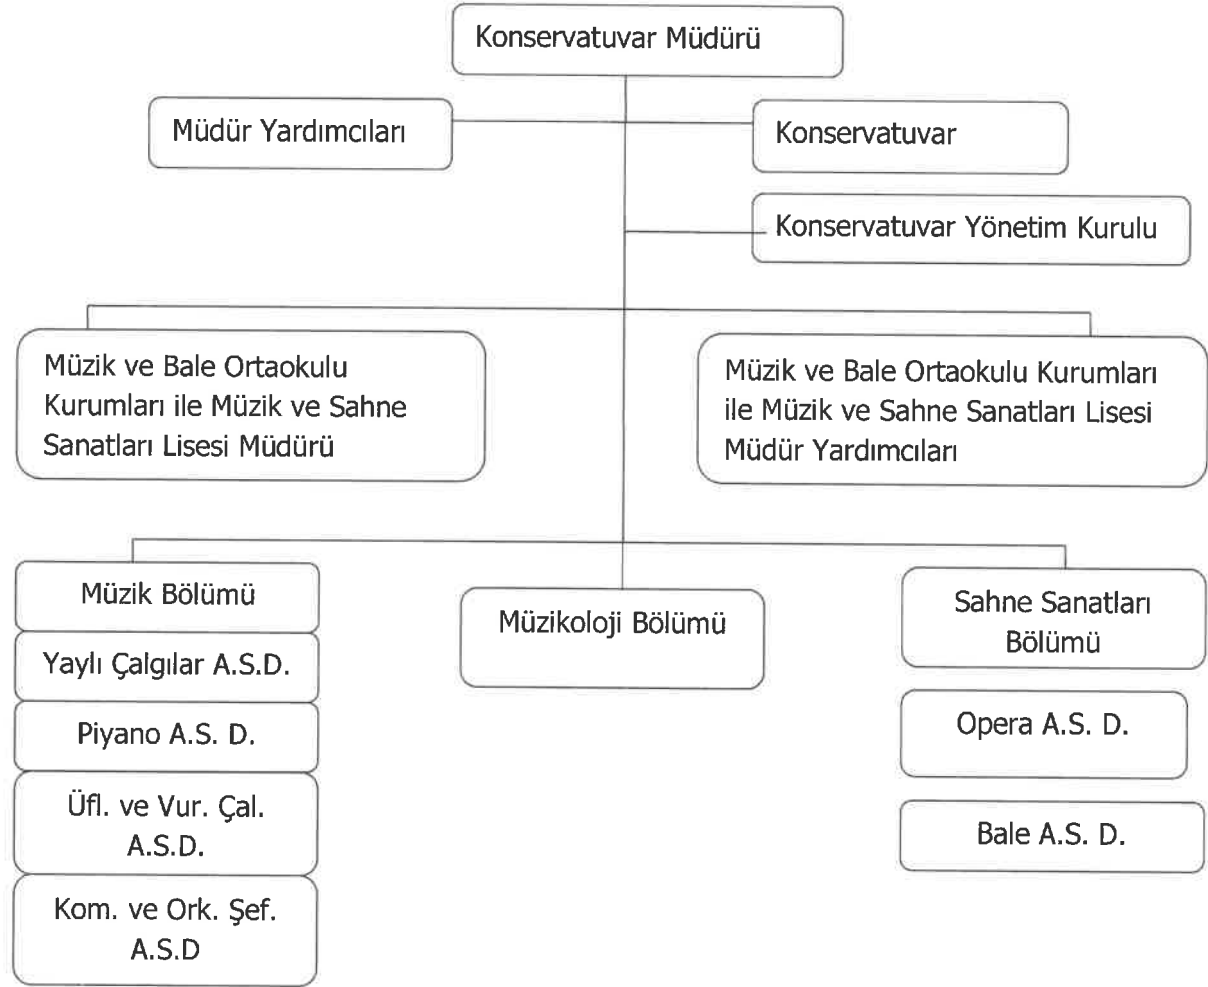 Konservatuvar Müdürü
Müdür Yardımcıları
Konservatuvar
Konservatuvar Yönetim Kurulu
Müzik ve Bale Ortaokulu
Kurumları ile Müzik ve Sahne
Sanatları Lisesi Müdürü
Müzik ve Bale Ortaokulu Kurumları
ile Müzik ve Sahne Sanatları Lisesi
Müdür Yardımcıları
Müzik Bölümü
Yaylı Çalgılar A.S.D.
Piyano A.S. D.
Üfl. ve Vur. Çal.
A.S.D.
Kom. ve Ork. Şef.
A.S.D
Müzikoloji Bölümü
Sahne Sanatları
Bölümü
Opera A.S. D.
Bale A.S. D.